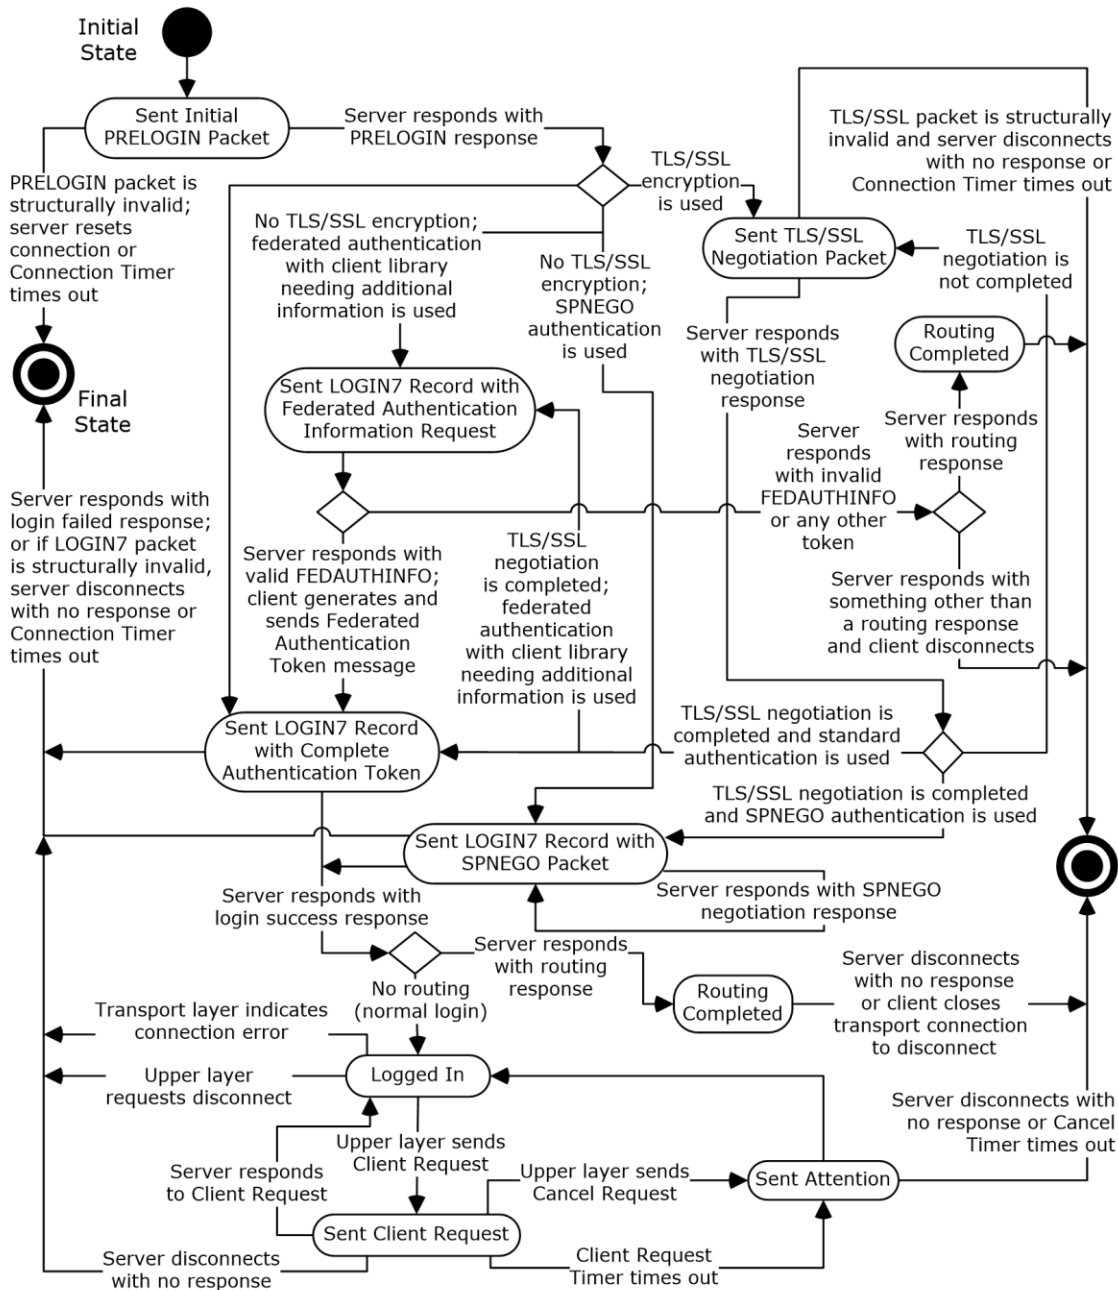 Initial
State
Sent Initial
PRELOGIN Packet
Server responds with
PRELOGIN response
TLS/SSL packet is structurally
invalid and server disconnects
with no response or
Connection Timer times out
PRELOGIN packet is
structurally invalid;
server resets
connection or
Connection Timer
times out
TLS/SSL
encryption
is used
No TLS/SSL encryption;
federated authentication
with client library
needing additional
information is used
Sent TLS/SSL
Negotiation Packet
TLS/SSL
negotiation is
not completed
No TLS/SSL
encryption;
SPNEGO
authentication
is used
Server responds
with TLS/SSL
negotiation
response
Routing
Completed
Final
State
Sent LOGIN7 Record with
Federated Authentication
Information Request
Server responds
with routing
response
Server
responds
with invalid
FEDAUTHINFO
or any other
token
Server responds with
login failed response;
or if LOGIN7 packet
is structurally invalid,
server disconnects
with no response or
Connection Timer
times out
Server responds with
valid FEDAUTHINFO;
client generates and
sends Federated
Authentication
Token message
TLS/SSL
negotiation
is completed;
federated
authentication
with client library
needing additional
information is used
Server responds with
something other than
a routing response
and client disconnects
Sent LOGIN7 Record
with Complete
Authentication Token
TLS/SSL negotiation is
completed and standard
authentication is used
TLS/SSL negotiation is completed
and SPNEGO authentication is used
Sent LOGIN7 Record with
SPNEGO Packet
Server responds with SPNEGO
negotiation response
Server responds with
login success response
Server responds
with routing
response
Routing
Completed
Server disconnects
with no response
or client closes
transport connection
to disconnect
No routing
(normal login)
Transport layer indicates
connection error
Logged In
Upper layer
requests disconnect
Server disconnects with
no response or Cancel
Timer times out
Upper layer sends
Client Request
Server responds
to Client Request
Upper layer sends
Cancel Request
Sent Attention
Sent Client Request
Server disconnects
with no response
Client Request
Timer times out